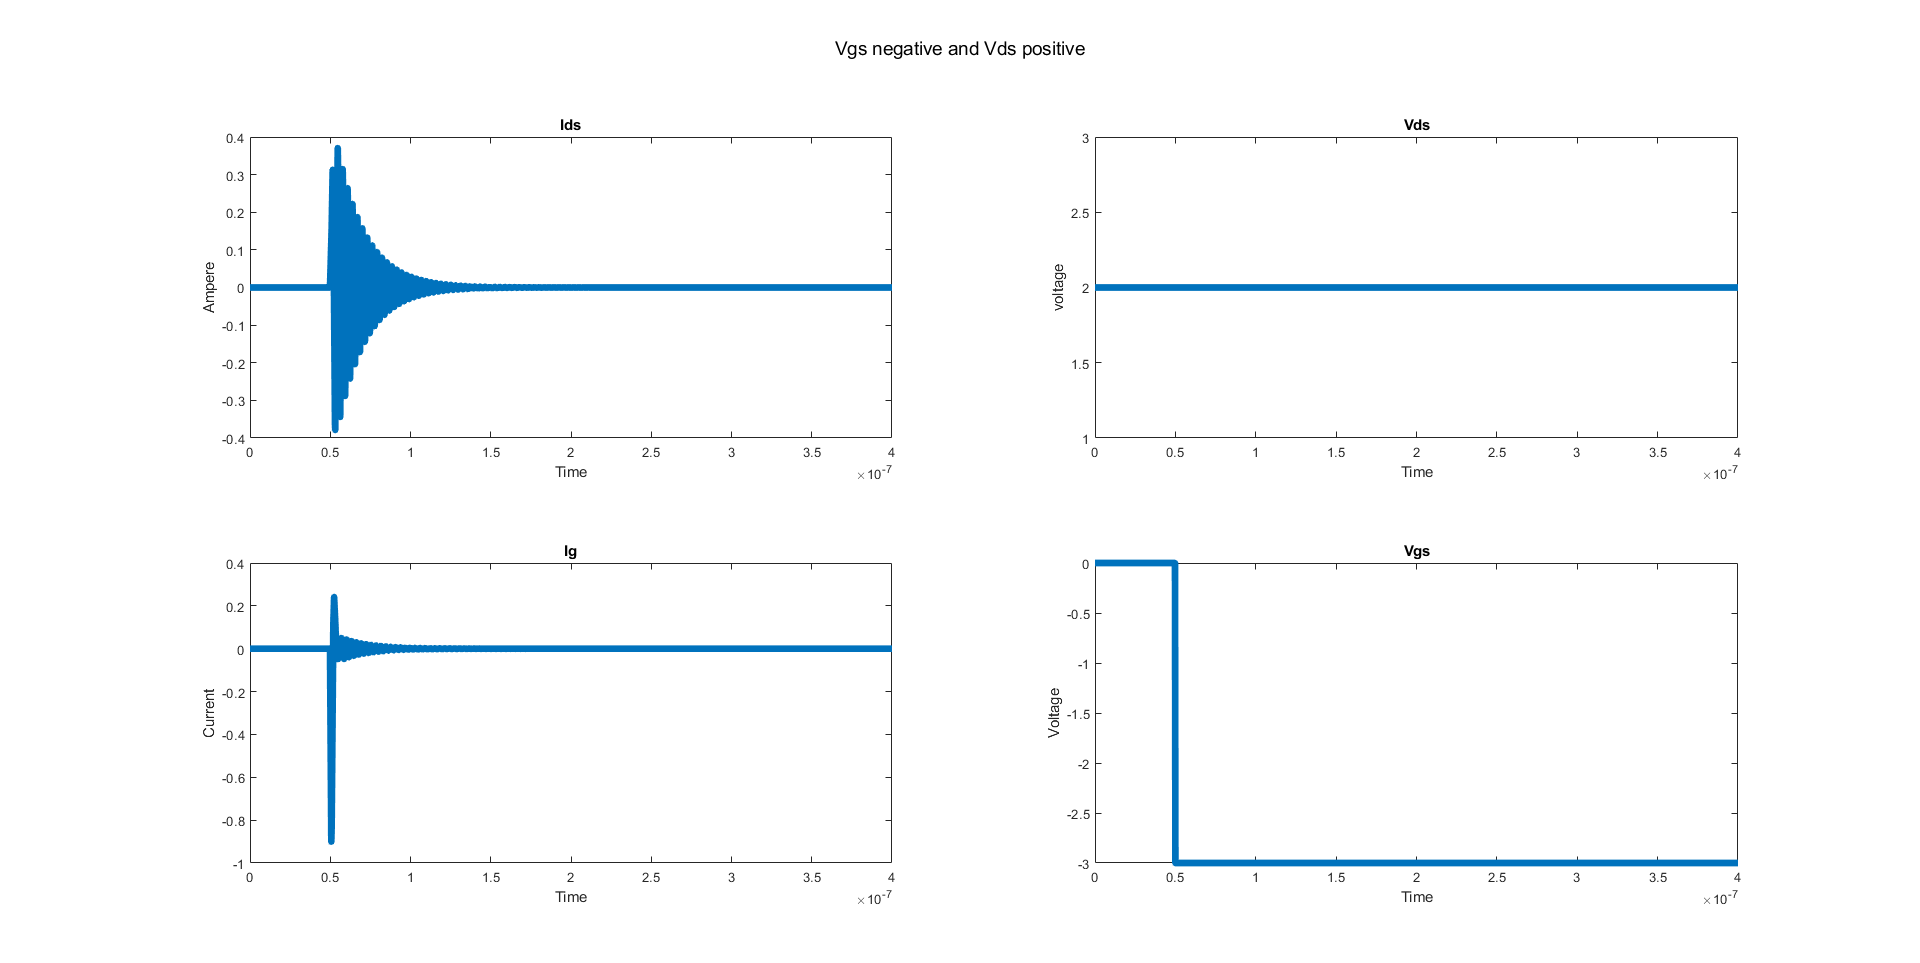 Vgs negative and Vds positive
Ids
0.4
0.3
0.2
0.1
0
-0.1
-0.2
-0.3
-0.4
Ampere
0 0.5 1 1.5 2 2.5 3 3.5 4
Time
×10-7
Vds
3
2.5
2
1.5
1
voltage
0 0.5 1 1.5 2 2.5 3 3.5 4
Time
×10-7
Ig
0.4
0.2
0
-0.2
-0.4
-0.6
-0.8
-1
Current
0 0.5 1 1.5 2 2.5 3 3.5 4
Time
×10-7
Vgs
0
-0.5
-1
-1.5
-2
-2.5
-3
Voltage
0 0.5 1 1.5 2 2.5 3 3.5 4
Time
×10-7